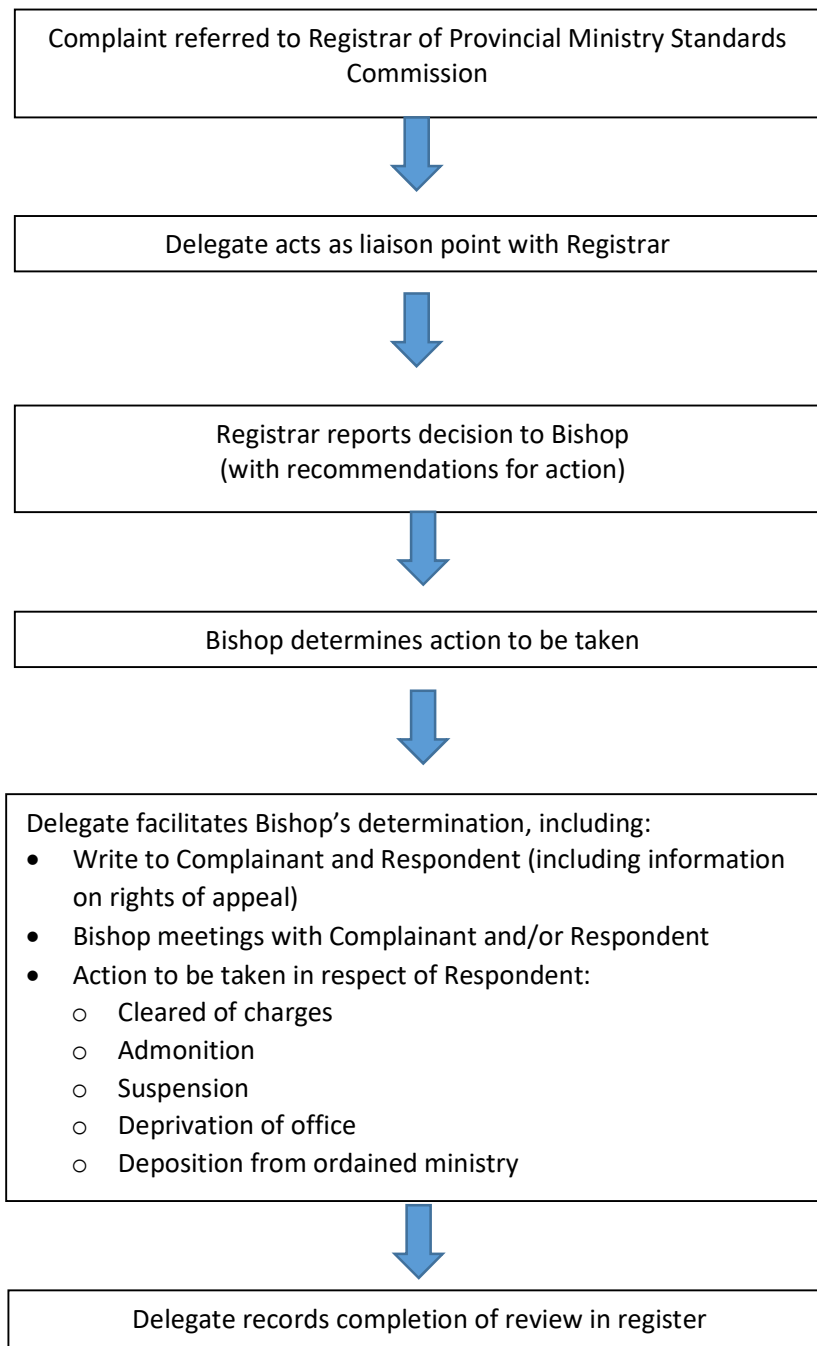 Complaint referred to Registrar of Provincial Ministry Standards
Commission
Delegate acts as liaison point with Registrar
Registrar reports decision to Bishop
(with recommendations for action)
Bishop determines action to be taken
Delegate facilitates Bishop’s determination, including:
• Write to Complainant and Respondent (including information
on rights of appeal)
• Bishop meetings with Complainant and/or Respondent
• Action to be taken in respect of Respondent:
o Cleared of charges
o Admonition
o Suspension
o Deprivation of office
o Deposition from ordained ministry
Delegate records completion of review in register